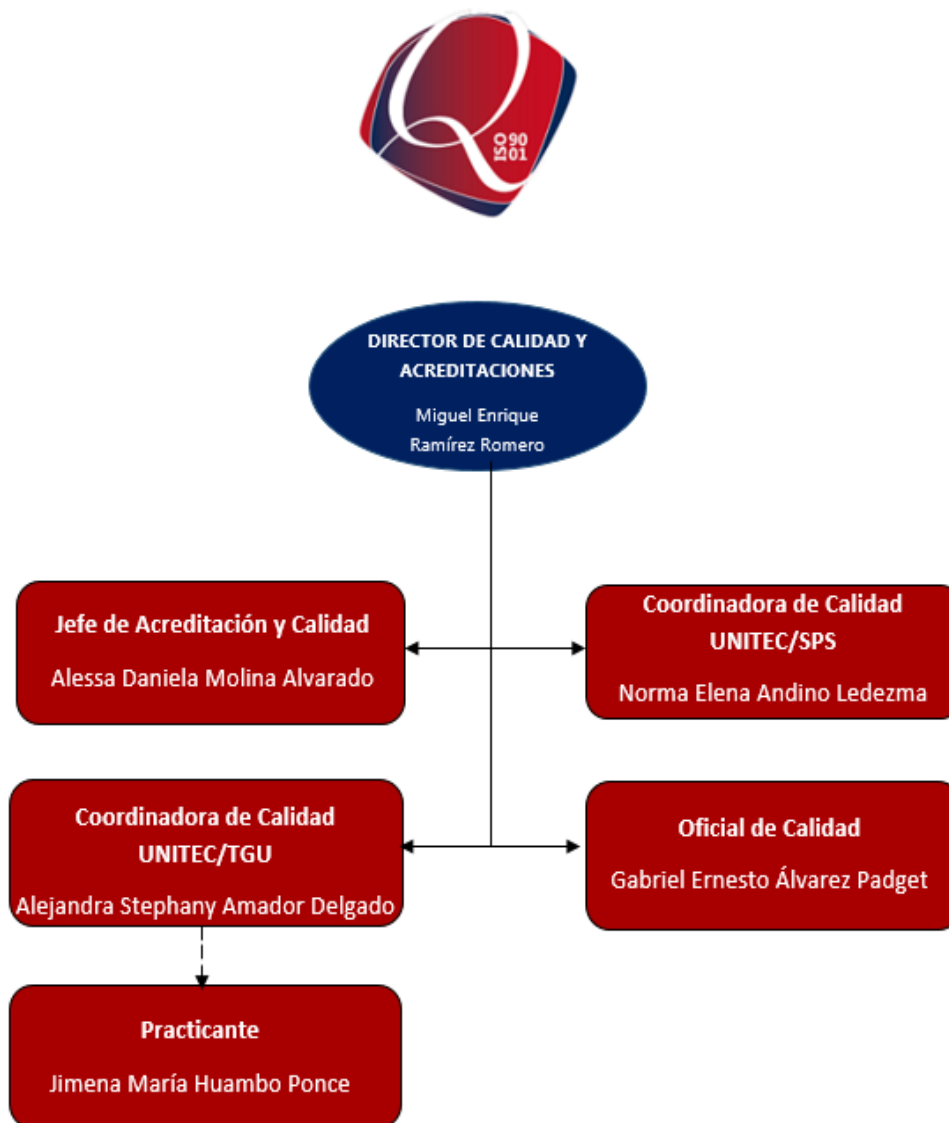 Q
ISO 90
01
DIRECTOR DE CALIDAD Y
ACREDITACIONES
Miguel Enrique
Ramírez Romero
Jefe de Acreditación y Calidad
Alessa Daniela Molina Alvarado
Coordinadora de Calidad
UNITEC/SPS
Norma Elena Andino Ledezma
Coordinadora de Calidad
UNITEC/TGU
Alejandra Stephany Amador Delgado
Oficial de Calidad
Gabriel Ernesto Álvarez Padget
Practicante
Jimena María Huambo Ponce